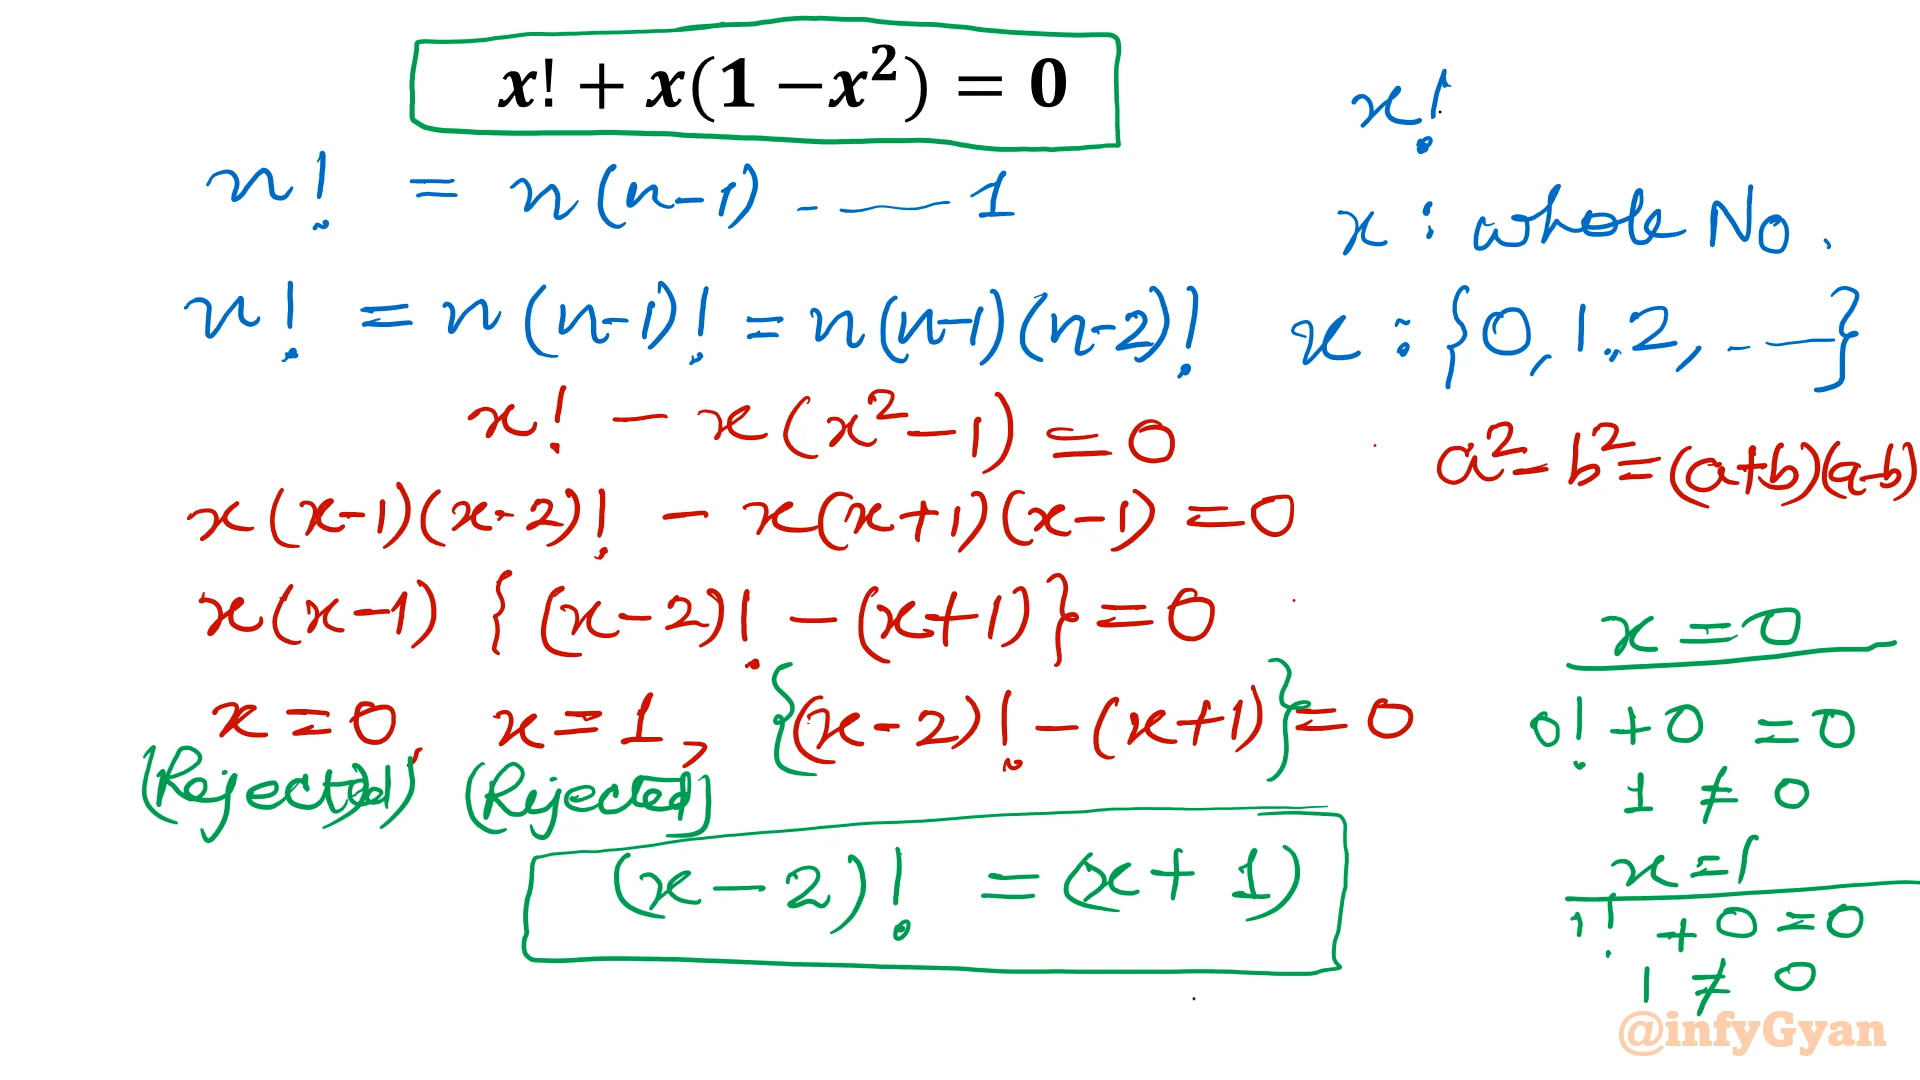 x! + x(1 − x²) = 0
x!
n! = n(n-1) - ---- 1
x : whole No.
n! = n(n-1)! = n(n-1)(n-2)!
x : {0, 1, 2, ----}
x! - x(x² - 1) = 0
a² - b² = (a+b)(a-b)
x(x-1)(x-2)! - x(x+1)(x-1) = 0
x(x-1) {(x-2)! - (x+1)} = 0
x = 0, x = 1, {(x-2)! - (x+1)} = 0
(Rejected) (Rejected)
(x-2)! = (x+1)
x = 0
0! + 0 = 0
1 ≠ 0
x = 1
1! + 0 = 0
1 ≠ 0
@infyGyan